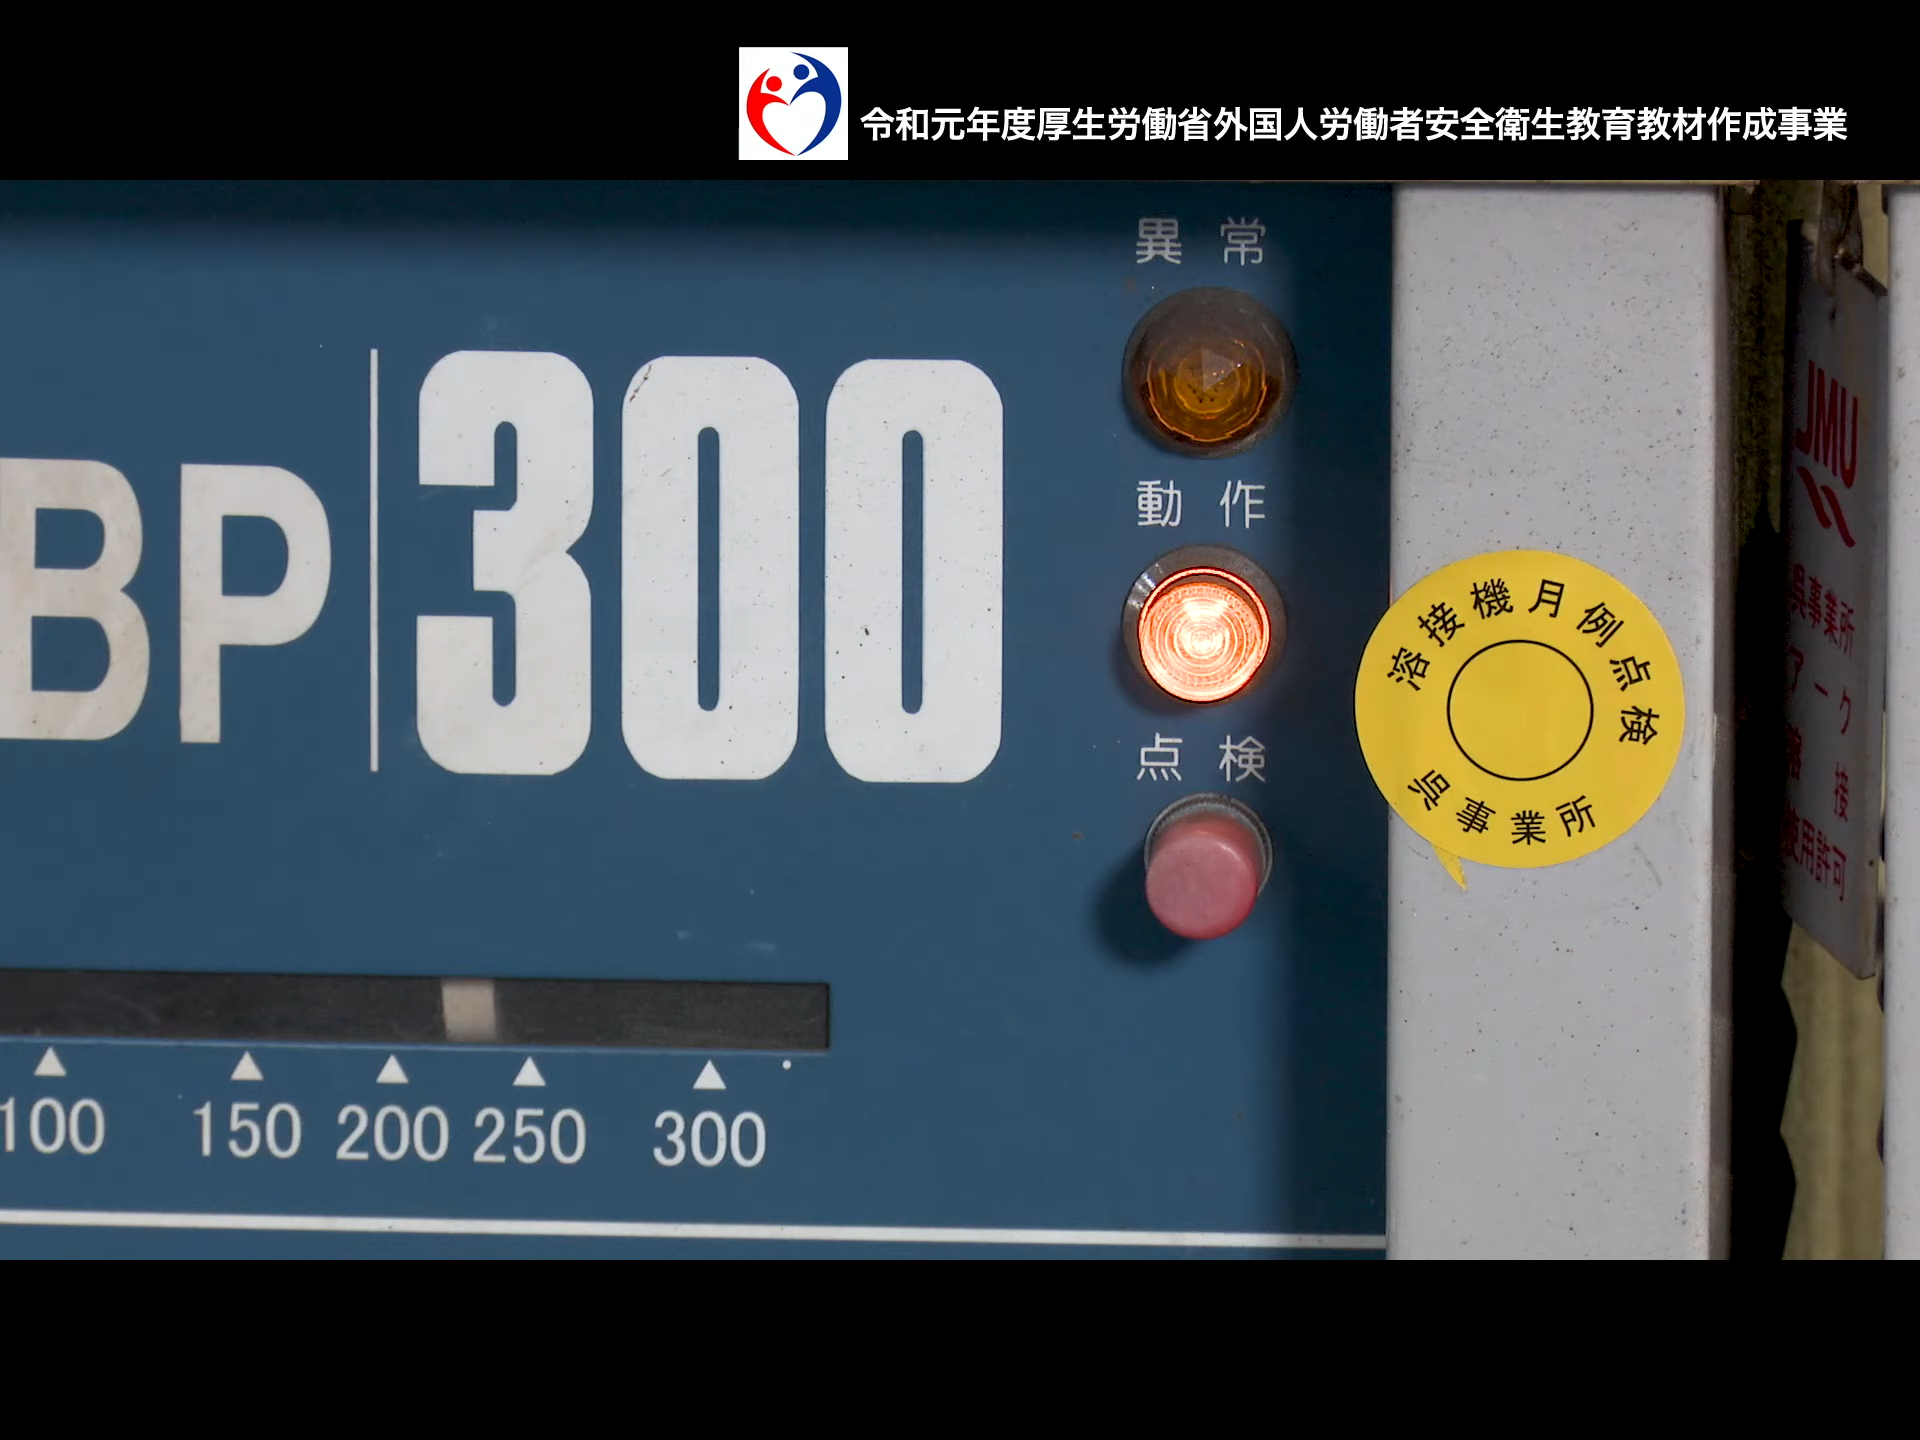 令和元年度厚生労働省外国人労働者安全衛生教育教材作成事業
異常
BP 300
動作
点検
溶接機月例点検
呉事業所
100 150 200 250 300
JMU
呉事業所
アーク
溶接
使用許可